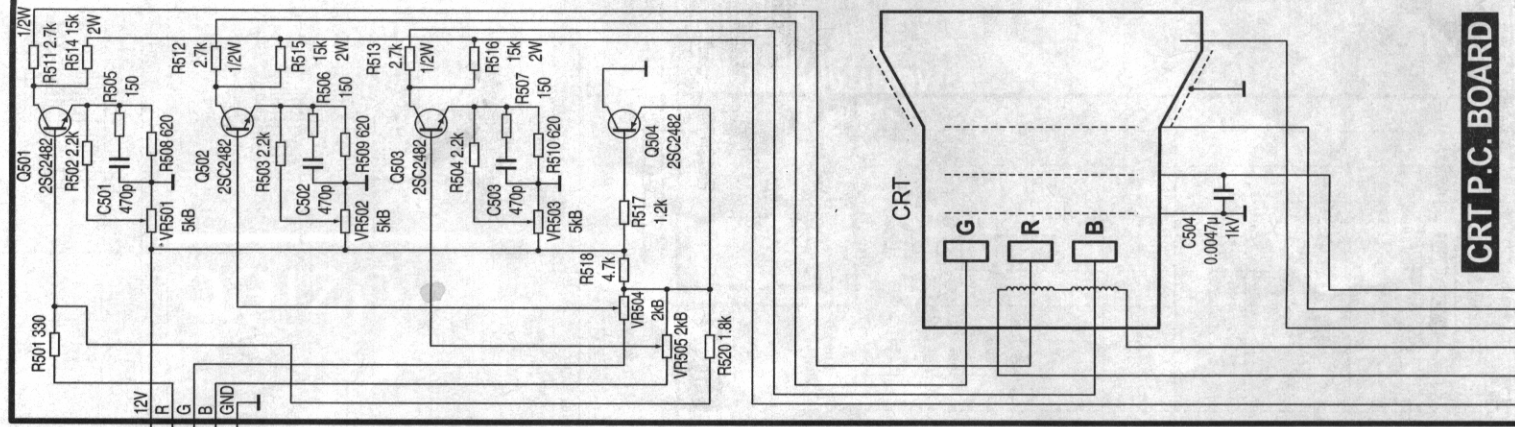 1/2W
R511 2.7k
R514 15k
2W
R505
150
Q501
2SC2482
R502 2.2k
C501
470p
R508 620
VR501
5kB
R512
2.7k
1/2W
R515
15k
2W
R506
150
Q502
2SC2482
R503 2.2k
C502
470p
R509 620
VR502
5kB
R513
2.7k
1/2W
R516
15k
2W
R507
150
Q503
2SC2482
R504 2.2k
C503
470p
R510 620
VR503
5kB
Q504
2SC2482
R517
1.2k
R518
4.7k
VR504
2kB
VR505 2kB
R520 1.8k
R501 330
12V
R
G
B
GND
CRT
G
R
B
C504
0.0047µ
1kV
CRT P.C. BOARD